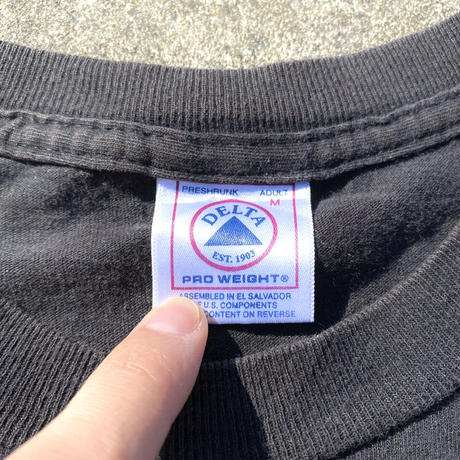 PRESHRUNK ADULT
M
DELTA
EST. 1903
PRO WEIGHT®
ASSEMBLED IN EL SALVADOR
U.S. COMPONENTS
CONTENT ON REVERSE